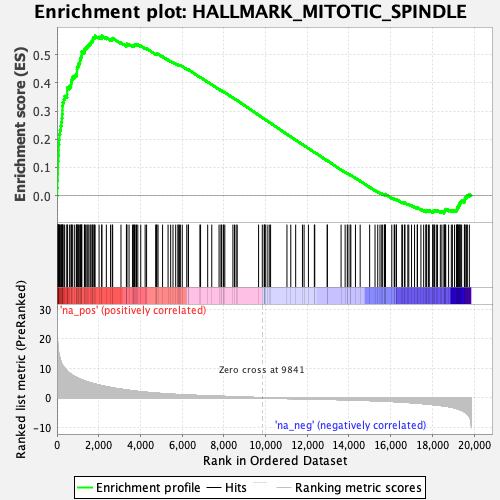 Enrichment plot: HALLMARK_MITOTIC_SPINDLE
Enrichment score (ES)
0.5
0.4
0.3
0.2
0.1
0.0
Ranked list metric (PreRanked)
30
20
10
0
-10
'na_pos' (positively correlated)
Zero cross at 9841
'na_neg' (negatively correlated)
0
2,000
4,000
6,000
8,000
10,000
12,000
14,000
16,000
18,000
20,000
Rank in Ordered Dataset
Enrichment profile
Hits
Ranking metric scores